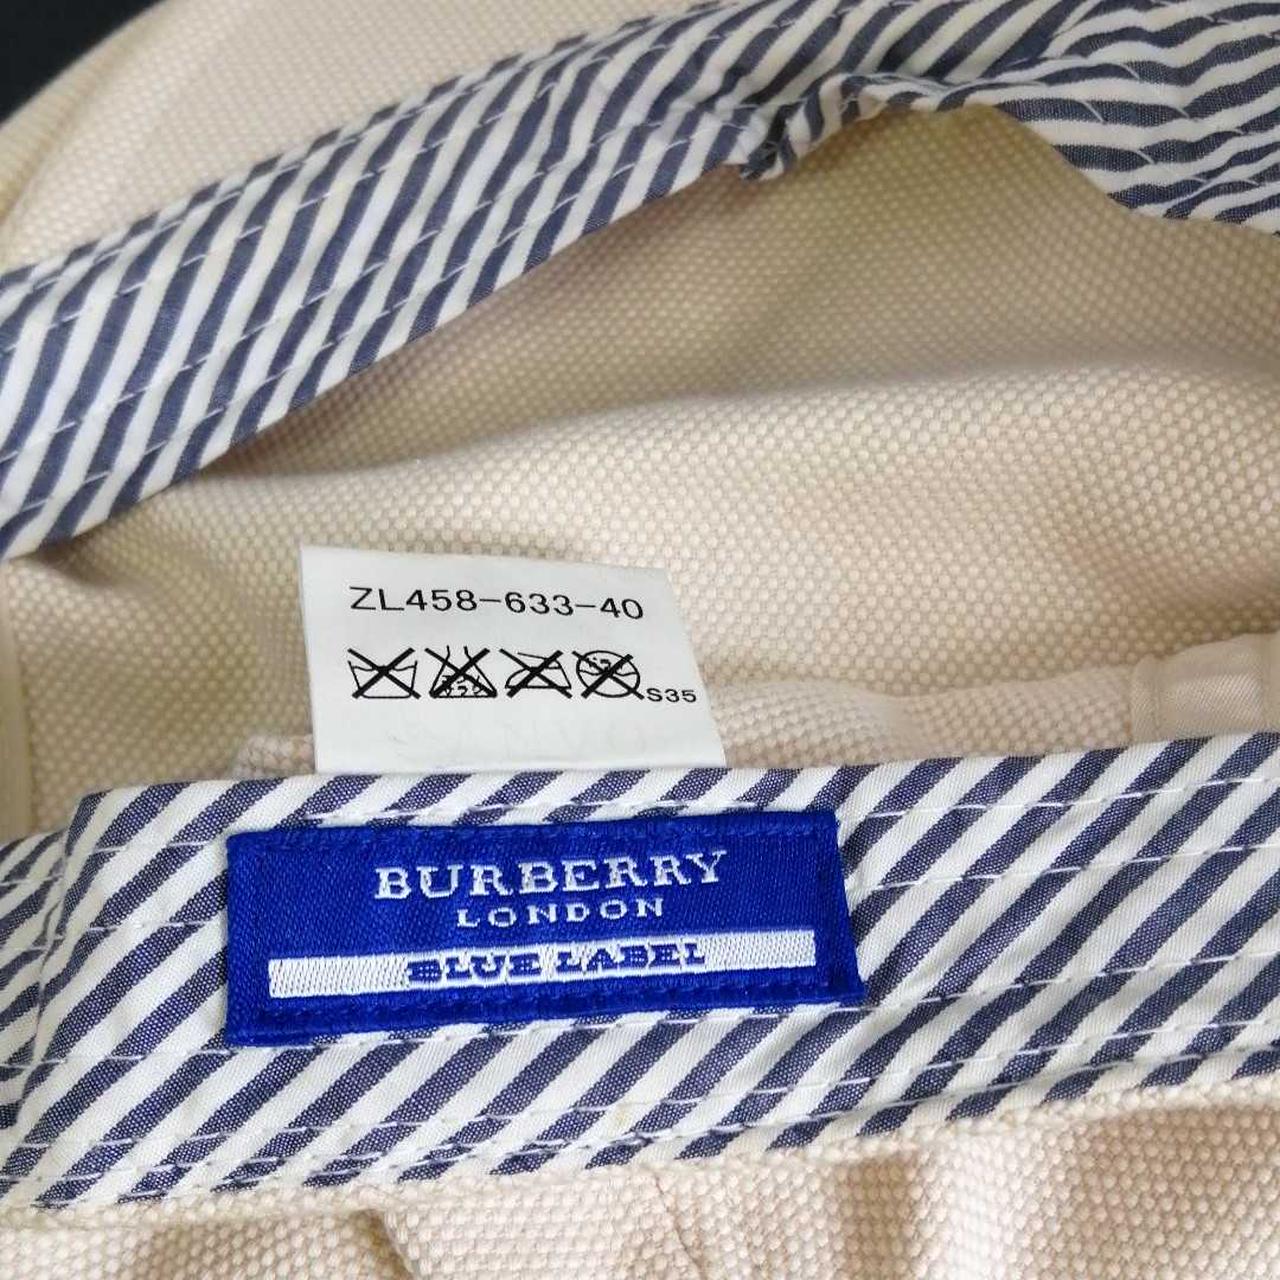 ZL458-633-40
S35
BURBERRY
LONDON
BLUE LABEL